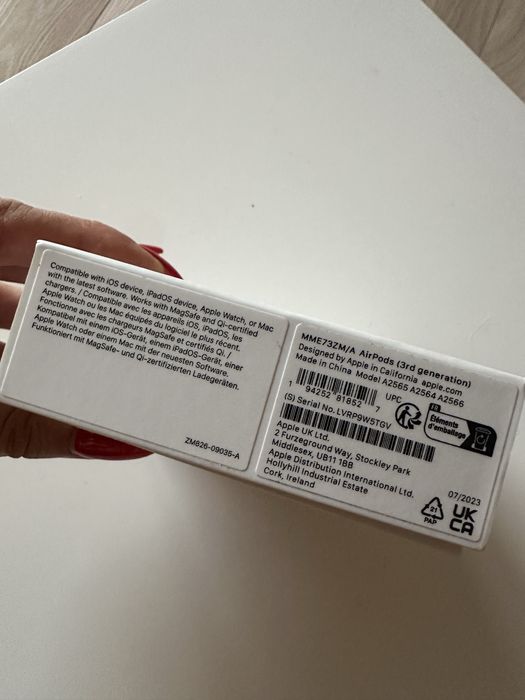 Compatible with iOS device, iPadOS device, Apple Watch, or Mac
with the latest software. Works with MagSafe and Qi-certified
chargers. / Compatible avec les appareils iOS, iPadOS, les
Apple Watch ou les Mac équipés du logiciel le plus récent.
Fonctionne avec les chargeurs MagSafe et certifiés Qi. /
Kompatibel mit einem iOS-Gerät, einem iPadOS-Gerät, einer
Apple Watch oder einem Mac mit der neuesten Software.
Funktioniert mit MagSafe- und Qi-zertifizierten Ladegeräten.
ZM826-09035-A
MME73ZM/A AirPods (3rd generation)
Designed by Apple in California apple.com
Made in China Model A2565 A2564 A2566
UPC
1 94252 81852 7
(S) Serial No. LVRP9W5TGV
FR
Éléments
d'emballage
Apple UK Ltd.
2 Furzeground Way, Stockley Park
Middlesex, UB11 1BB
Apple Distribution International Ltd.
Hollyhill Industrial Estate
Cork, Ireland
07/2023
21
PAP
UK
CA